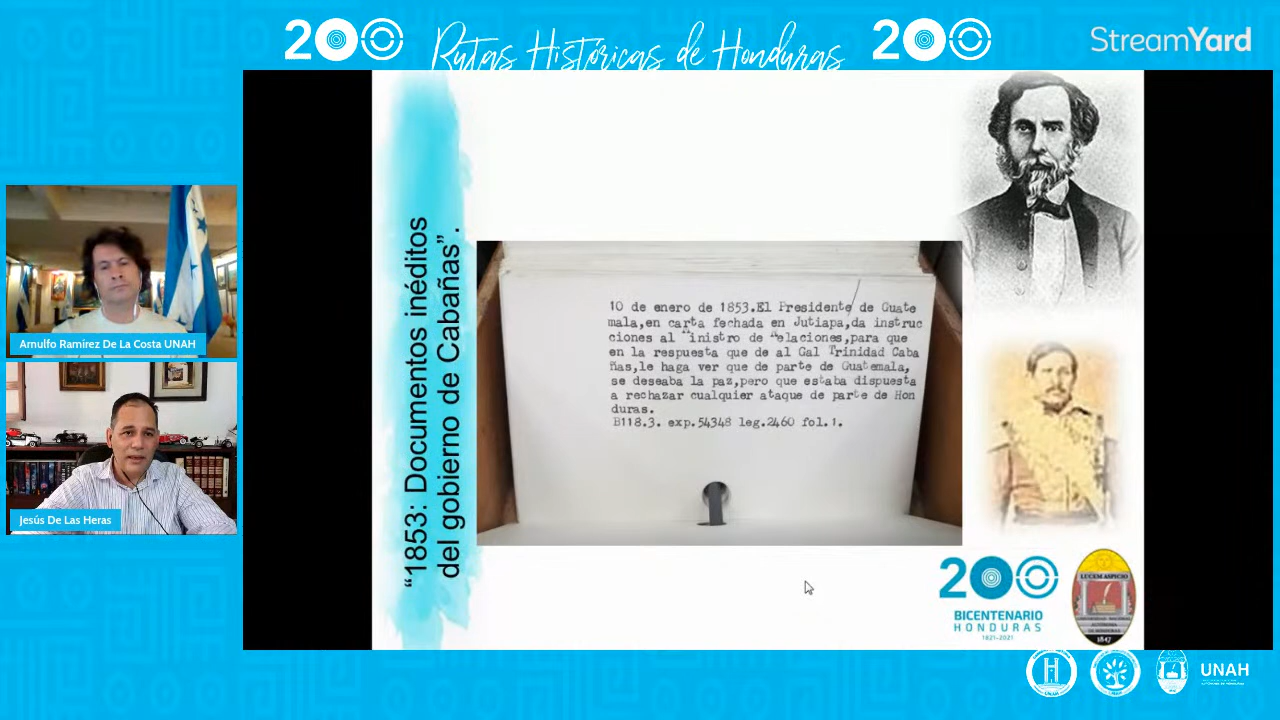 200
Rutas Históricas de Honduras
200
StreamYard
“1853: Documentos inéditos
del gobierno de Cabañas”.
10 de enero de 1853.El Presidente de Guate
mala,en carta fechada en Jutiapa,da instruc
ciones al "inistro de "elaciones,para que
en la respuesta que de al Gal Trinidad Caba
ñas,le haga ver que de parte de Guatemala,
se deseaba la paz,pero que estaba dispuesta
a rechazar cualquier ataque de parte de Hon
duras.
B118.3. exp.54348 leg.2460 fol.1.
Arnulfo Ramírez De La Costa UNAH
Jesús De Las Heras
200
BICENTENARIO
HONDURAS
1821-2021
LUCEM ASPICIO
1847
UNAH